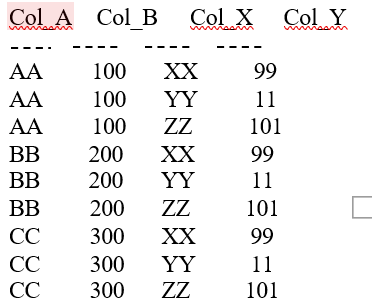 Col_A Col_B Col_X Col_Y
---- ---- ---- ----
AA 100 XX 99
AA 100 YY 11
AA 100 ZZ 101
BB 200 XX 99
BB 200 YY 11
BB 200 ZZ 101
CC 300 XX 99
CC 300 YY 11
CC 300 ZZ 101